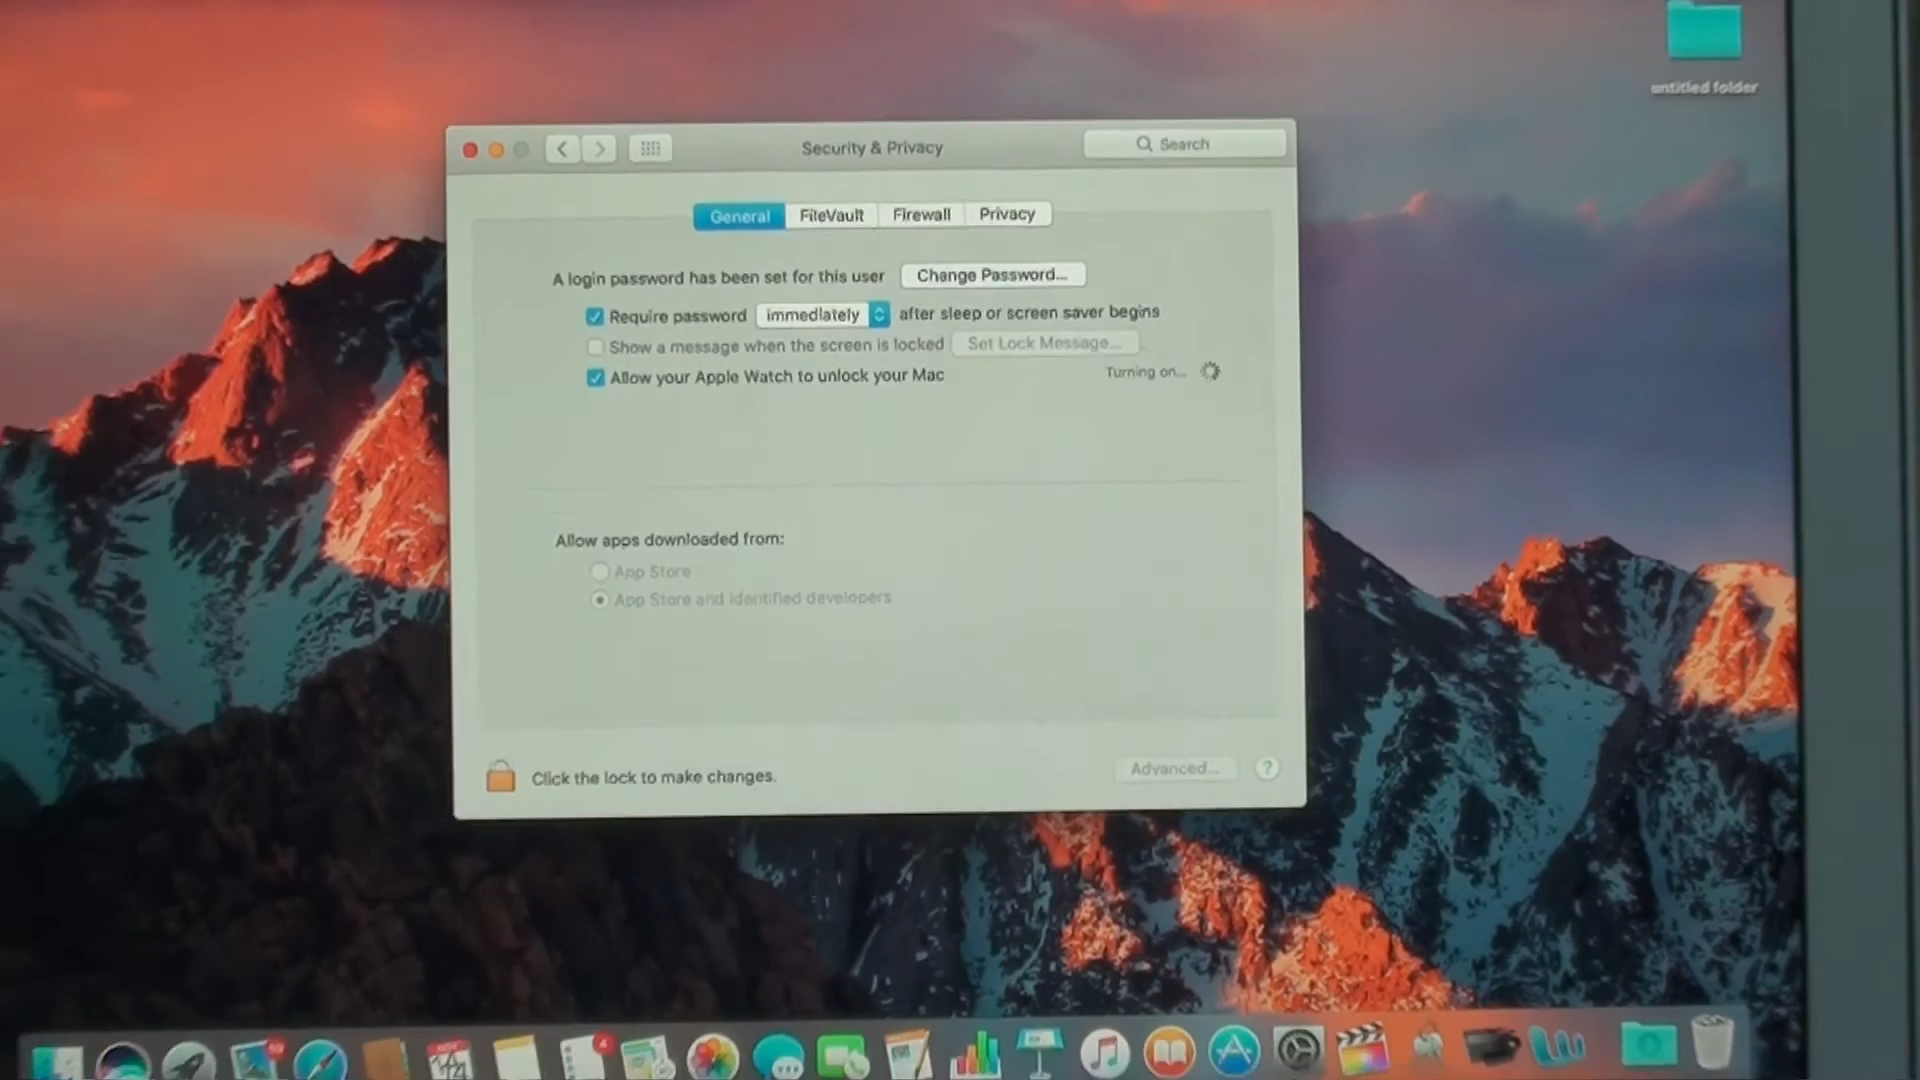 untitled folder
Security & Privacy
Search
General
FileVault
Firewall
Privacy
A login password has been set for this user
Change Password...
Require password
immediately
after sleep or screen saver begins
Show a message when the screen is locked
Set Lock Message...
Allow your Apple Watch to unlock your Mac
Turning on...
Allow apps downloaded from:
App Store
App Store and identified developers
Click the lock to make changes.
Advanced...
?
NOV
4